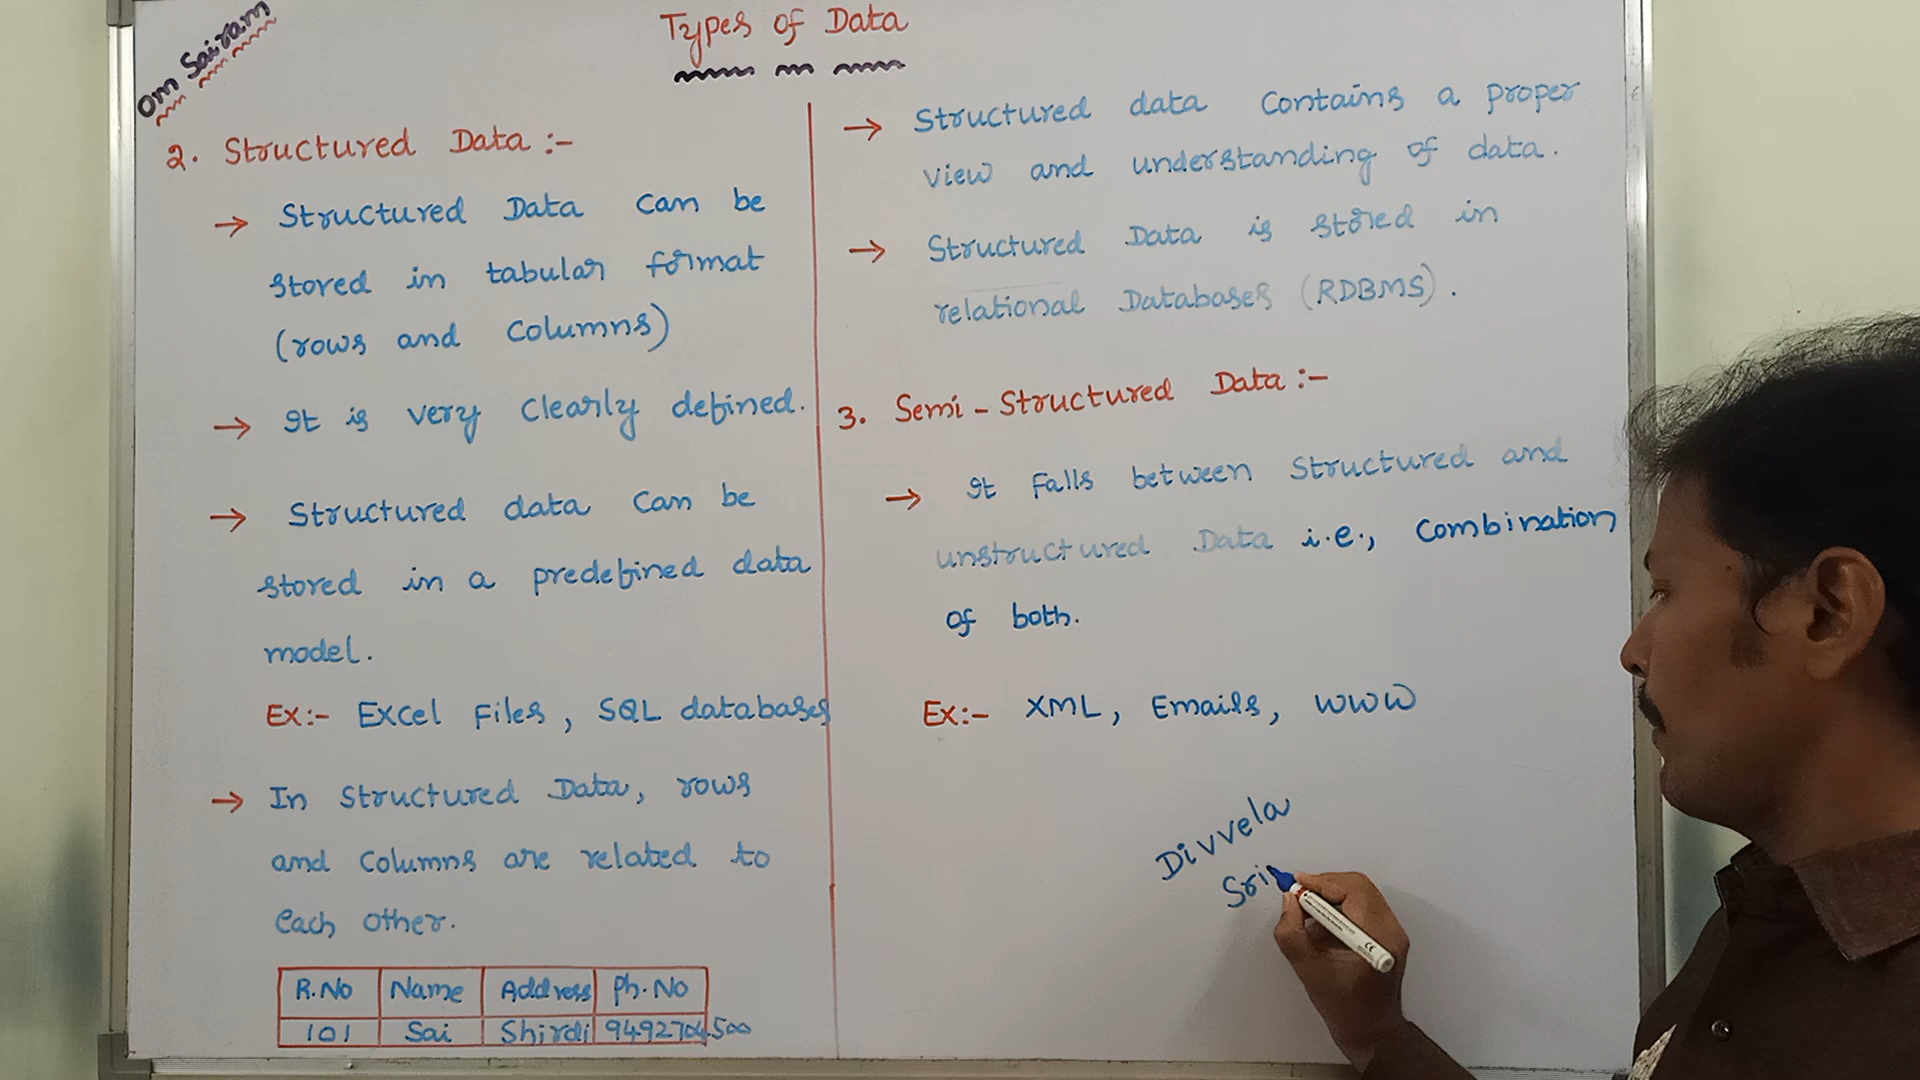 Om Sairam
Types of Data
2. Structured Data :-
→ Structured Data can be
stored in tabular format
(rows and columns)
→ It is very clearly defined.
→ Structured data can be
stored in a predefined data
model.
Ex:- Excel Files, SQL databases
→ In Structured Data, rows
and columns are related to
each other.
R.No Name Address Ph.No
101 Sai Shirdi 9492704500
→ Structured data contains a proper
view and understanding of data.
→ Structured Data is stored in
relational Databases (RDBMS).
3. Semi-Structured Data :-
→ It falls between structured and
unstructured Data i.e., combination
of both.
Ex:- XML, Emails, WWW
Divvela
Sri